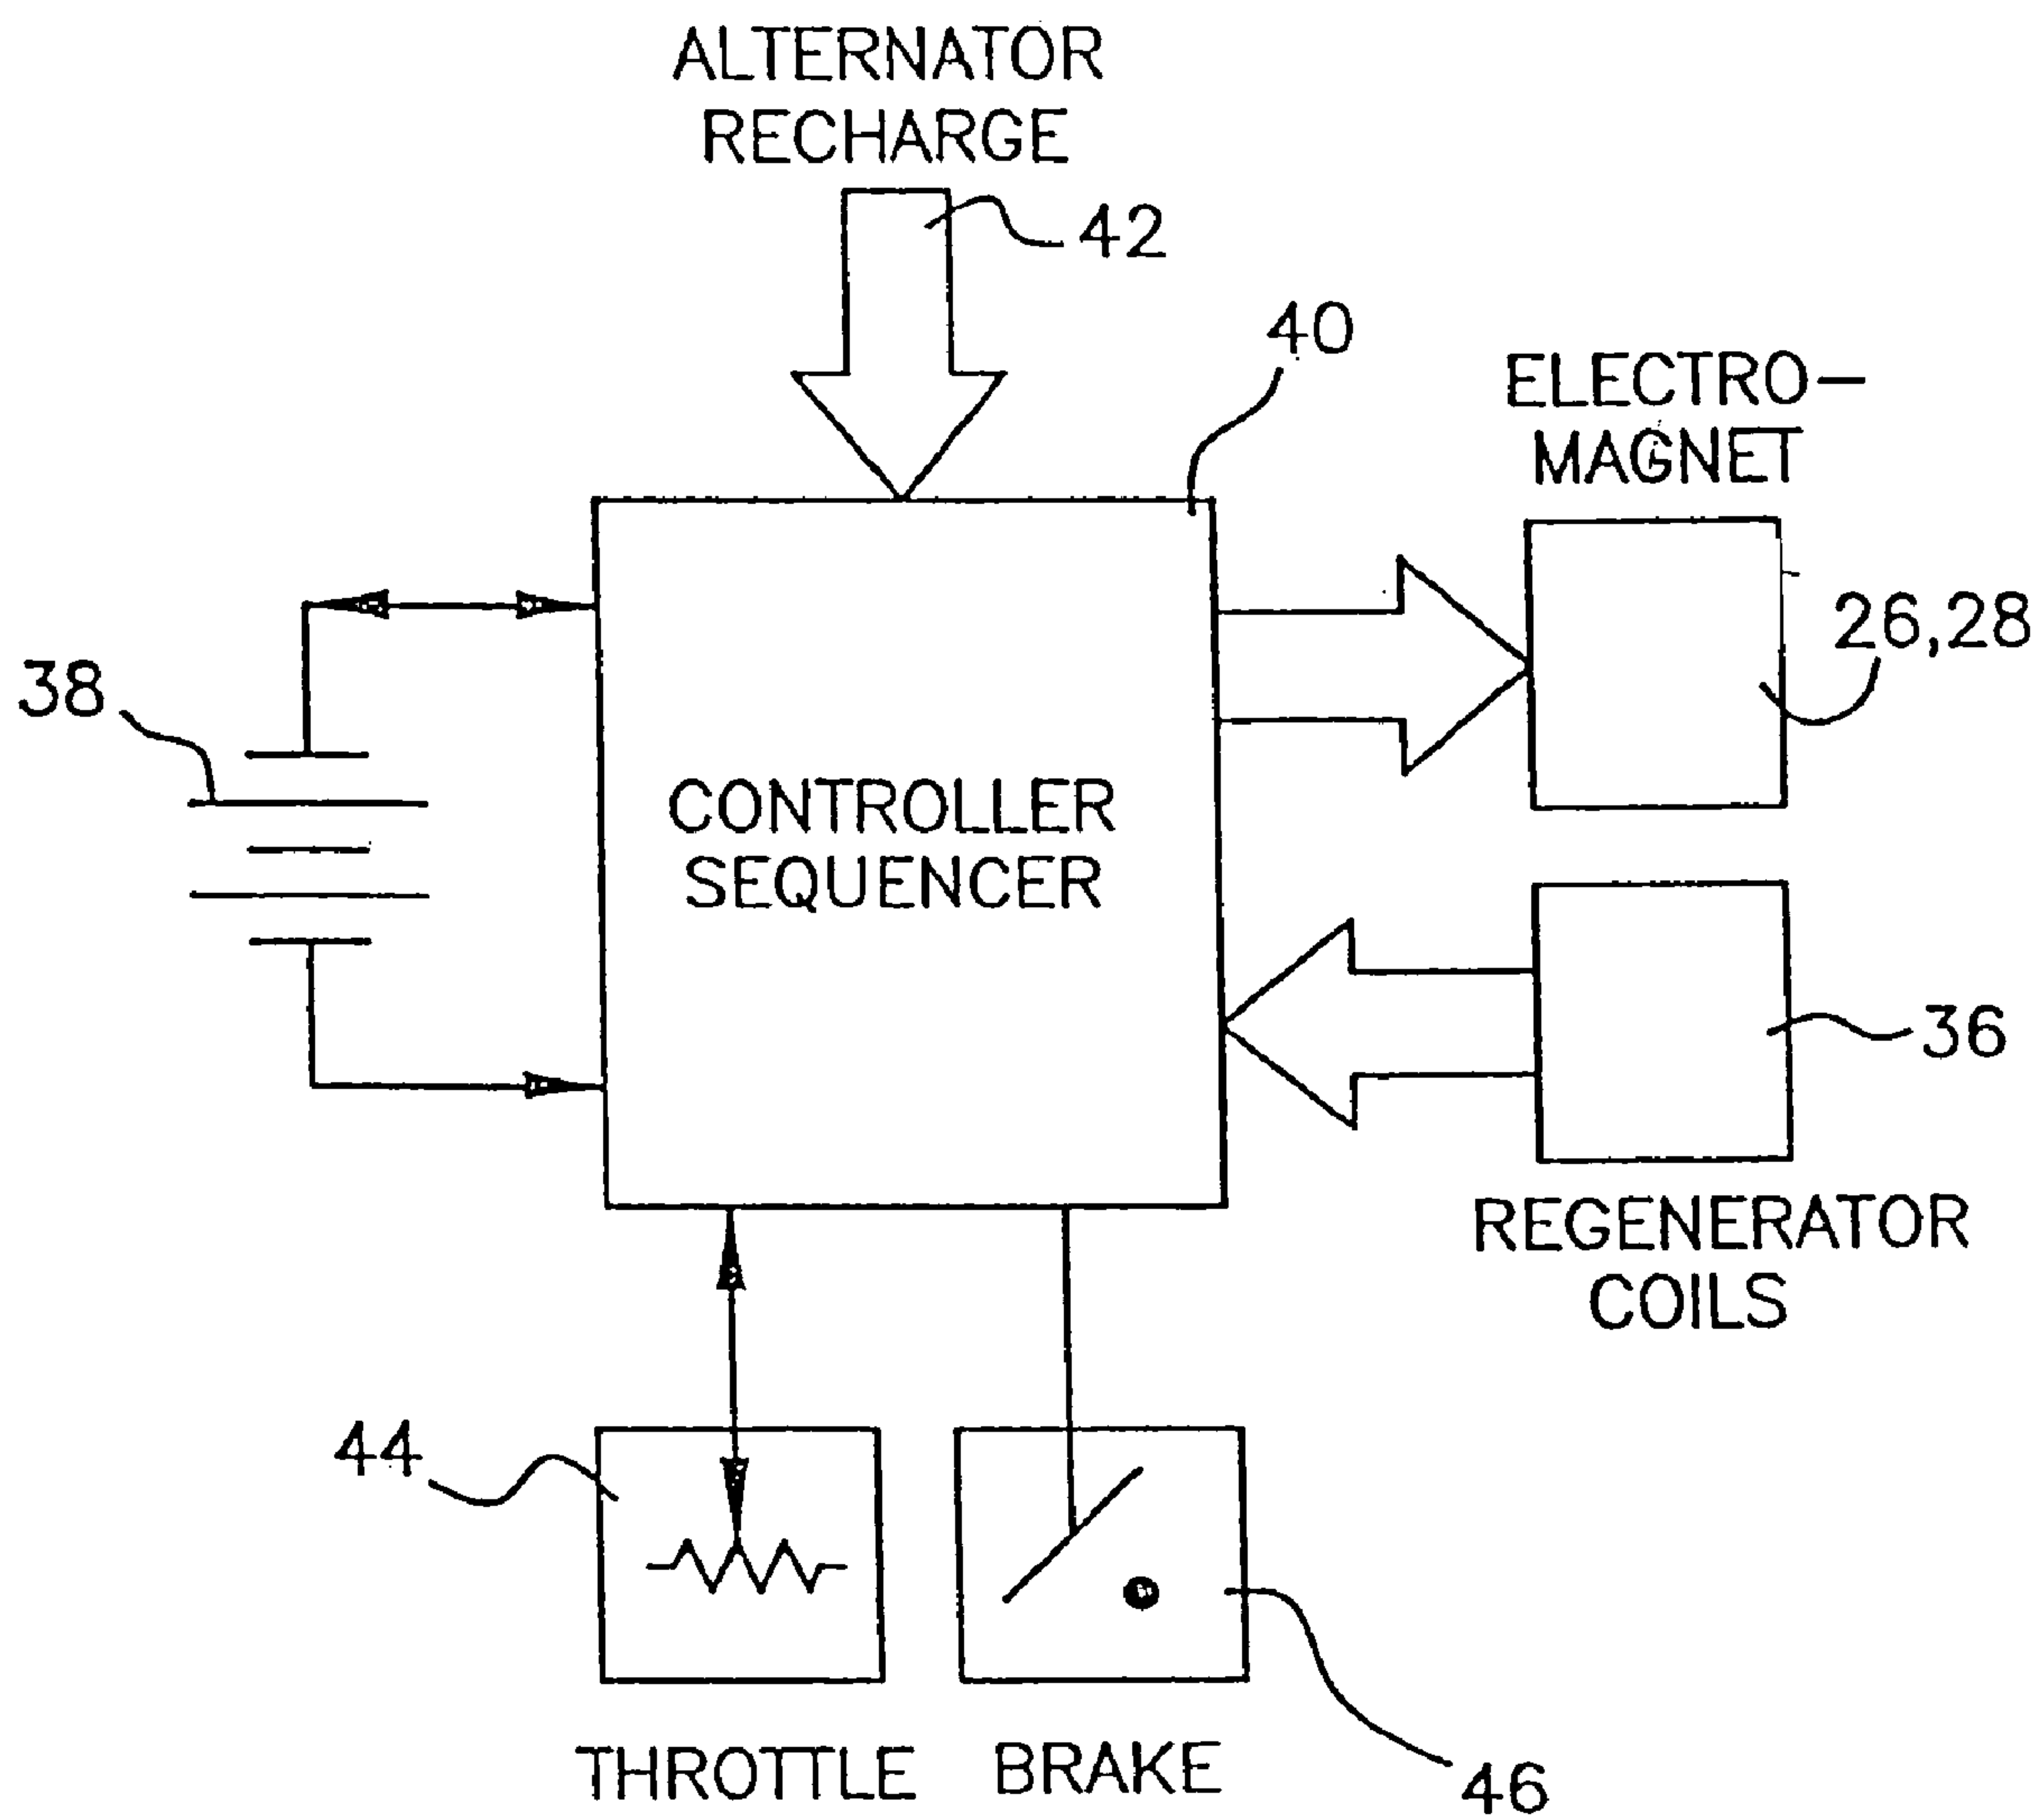 ALTERNATOR
RECHARGE
42
40
ELECTRO—
MAGNET
26,28
38
CONTROLLER
SEQUENCER
36
REGENERATOR
COILS
44
THROTTLE
BRAKE
46